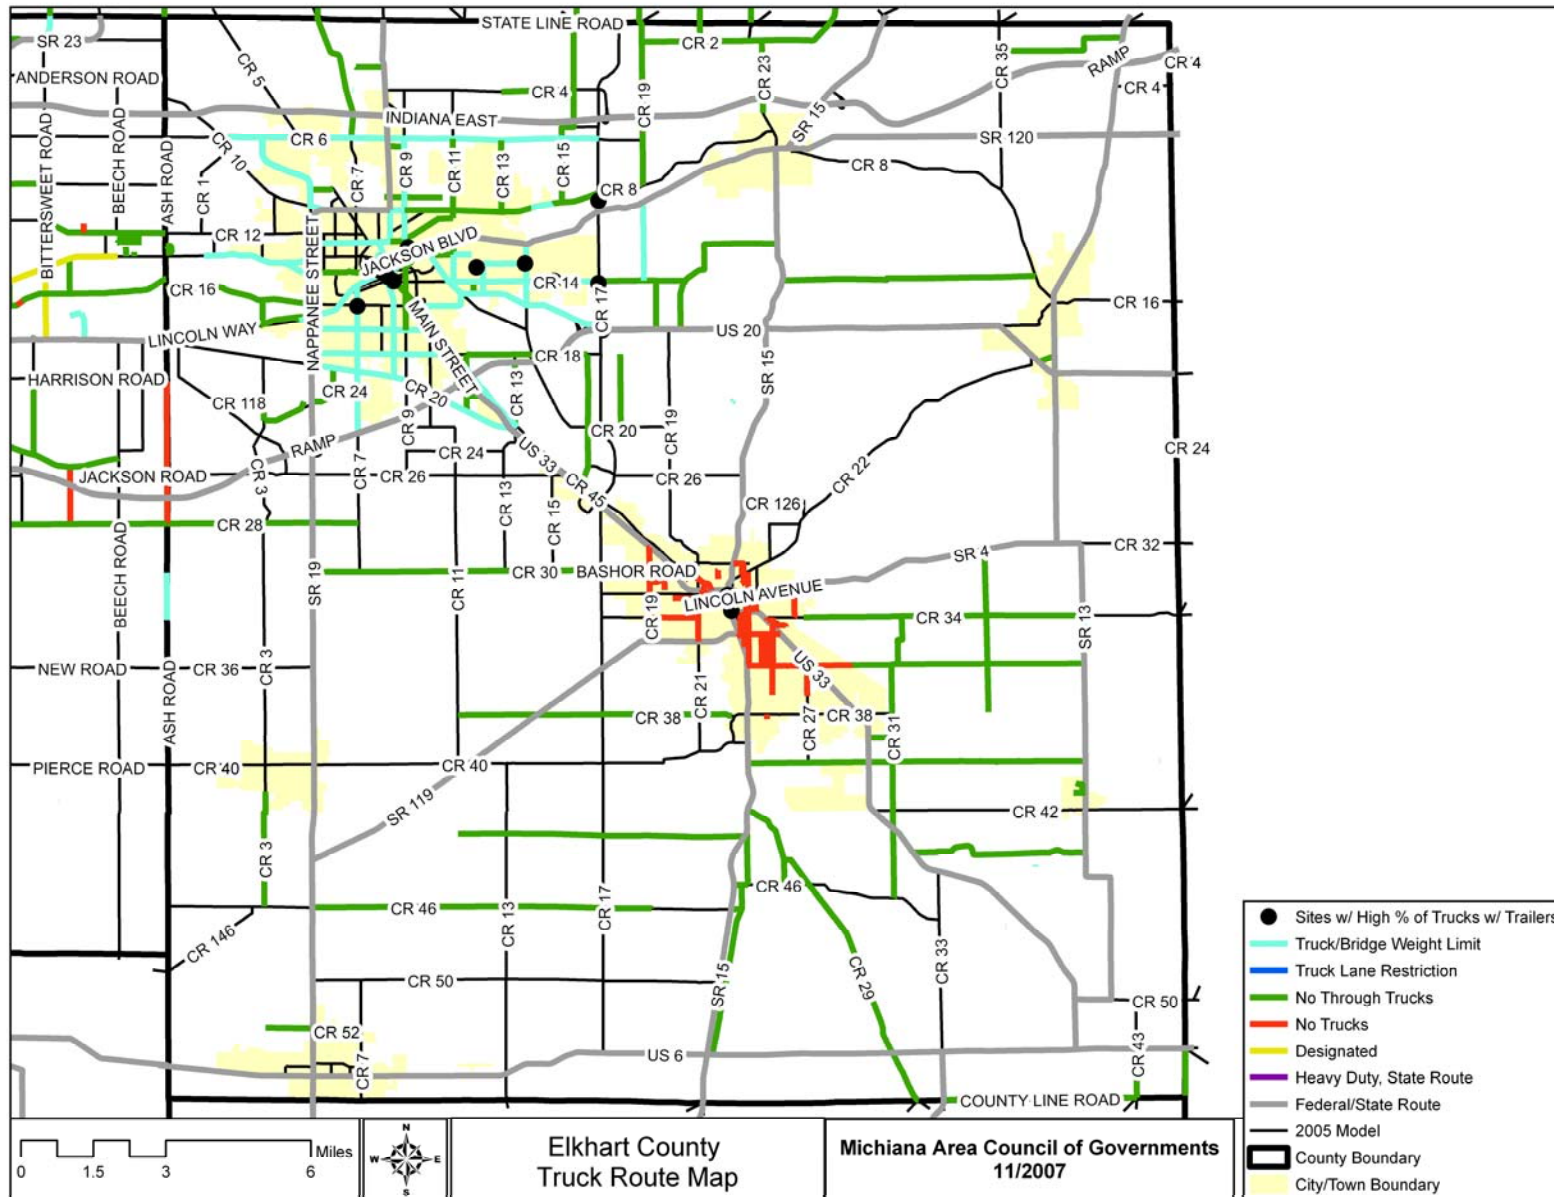 STATE LINE ROAD
SR 23
CR 2
CR 5
CR 23
CR 35
RAMP
CR 4
ANDERSON ROAD
CR 4
CR 4
CR 19
INDIANA EAST
SR 15
SR 120
BITTERSWEET ROAD
BEECH ROAD
ASH ROAD
CR 10
CR 6
CR 7
CR 9
CR 11
CR 13
CR 15
CR 8
CR 8
CR 1
CR 12
NAPPANEE STREET
JACKSON BLVD
CR 14
CR 17
CR 16
CR 16
LINCOLN WAY
MAIN STREET
US 20
HARRISON ROAD
CR 18
SR 15
CR 118
CR 24
CR 20
CR 13
CR 9
CR 20
CR 19
RAMP
CR 24
US 33
CR 24
JACKSON ROAD
CR 3
CR 7
CR 26
CR 45
CR 26
CR 22
CR 13
CR 15
CR 126
CR 28
BEECH ROAD
SR 19
CR 11
CR 30
BASHOR ROAD
SR 4
CR 32
LINCOLN AVENUE
CR 19
CR 34
SR 13
NEW ROAD
CR 36
CR 3
ASH ROAD
US 33
CR 21
CR 38
CR 27
CR 38
CR 31
PIERCE ROAD
CR 40
CR 40
SR 119
CR 42
CR 3
CR 46
CR 13
CR 17
CR 46
CR 146
CR 50
SR 15
CR 29
CR 33
CR 50
CR 52
CR 7
US 6
CR 43
COUNTY LINE ROAD
Sites w/ High % of Trucks w/ Trailers
Truck/Bridge Weight Limit
Truck Lane Restriction
No Through Trucks
No Trucks
Designated
Heavy Duty, State Route
Federal/State Route
2005 Model
County Boundary
City/Town Boundary
Miles
0 1.5 3 6
N
W E
S
Elkhart County
Truck Route Map
Michiana Area Council of Governments
11/2007